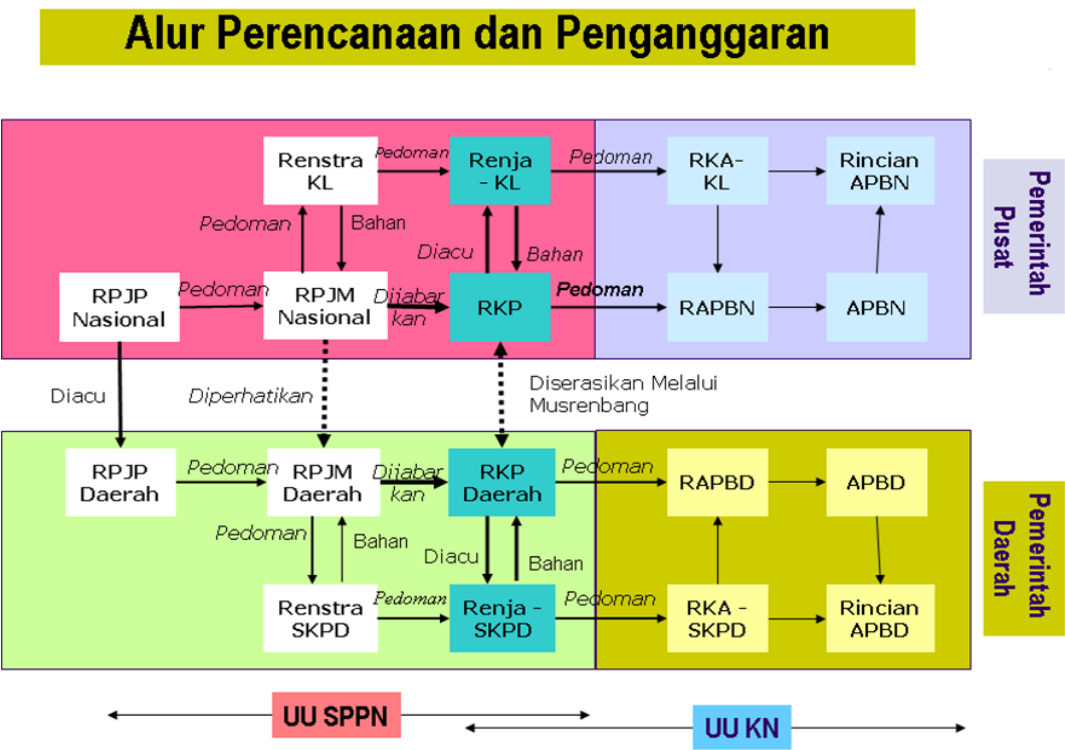 Alur Perencanaan dan Penganggaran
Renstra
KL
Pedoman
Renja
- KL
Pedoman
RKA-
KL
Rincian
APBN
Pemerintah
Pusat
Pedoman
Bahan
Diacu
Bahan
RPJP
Nasional
Pedoman
RPJM
Nasional
Dijabar
kan
RKP
Pedoman
RAPBN
APBN
Diacu
Diperhatikan
Diserasikan Melalui
Musrenbang
RPJP
Daerah
Pedoman
RPJM
Daerah
Dijabar
kan
RKP
Daerah
Pedoman
RAPBD
APBD
Pemerintah
Daerah
Pedoman
Bahan
Diacu
Bahan
Renstra
SKPD
Pedoman
Renja -
SKPD
Pedoman
RKA -
SKPD
Rincian
APBD
UU SPPN
UU KN